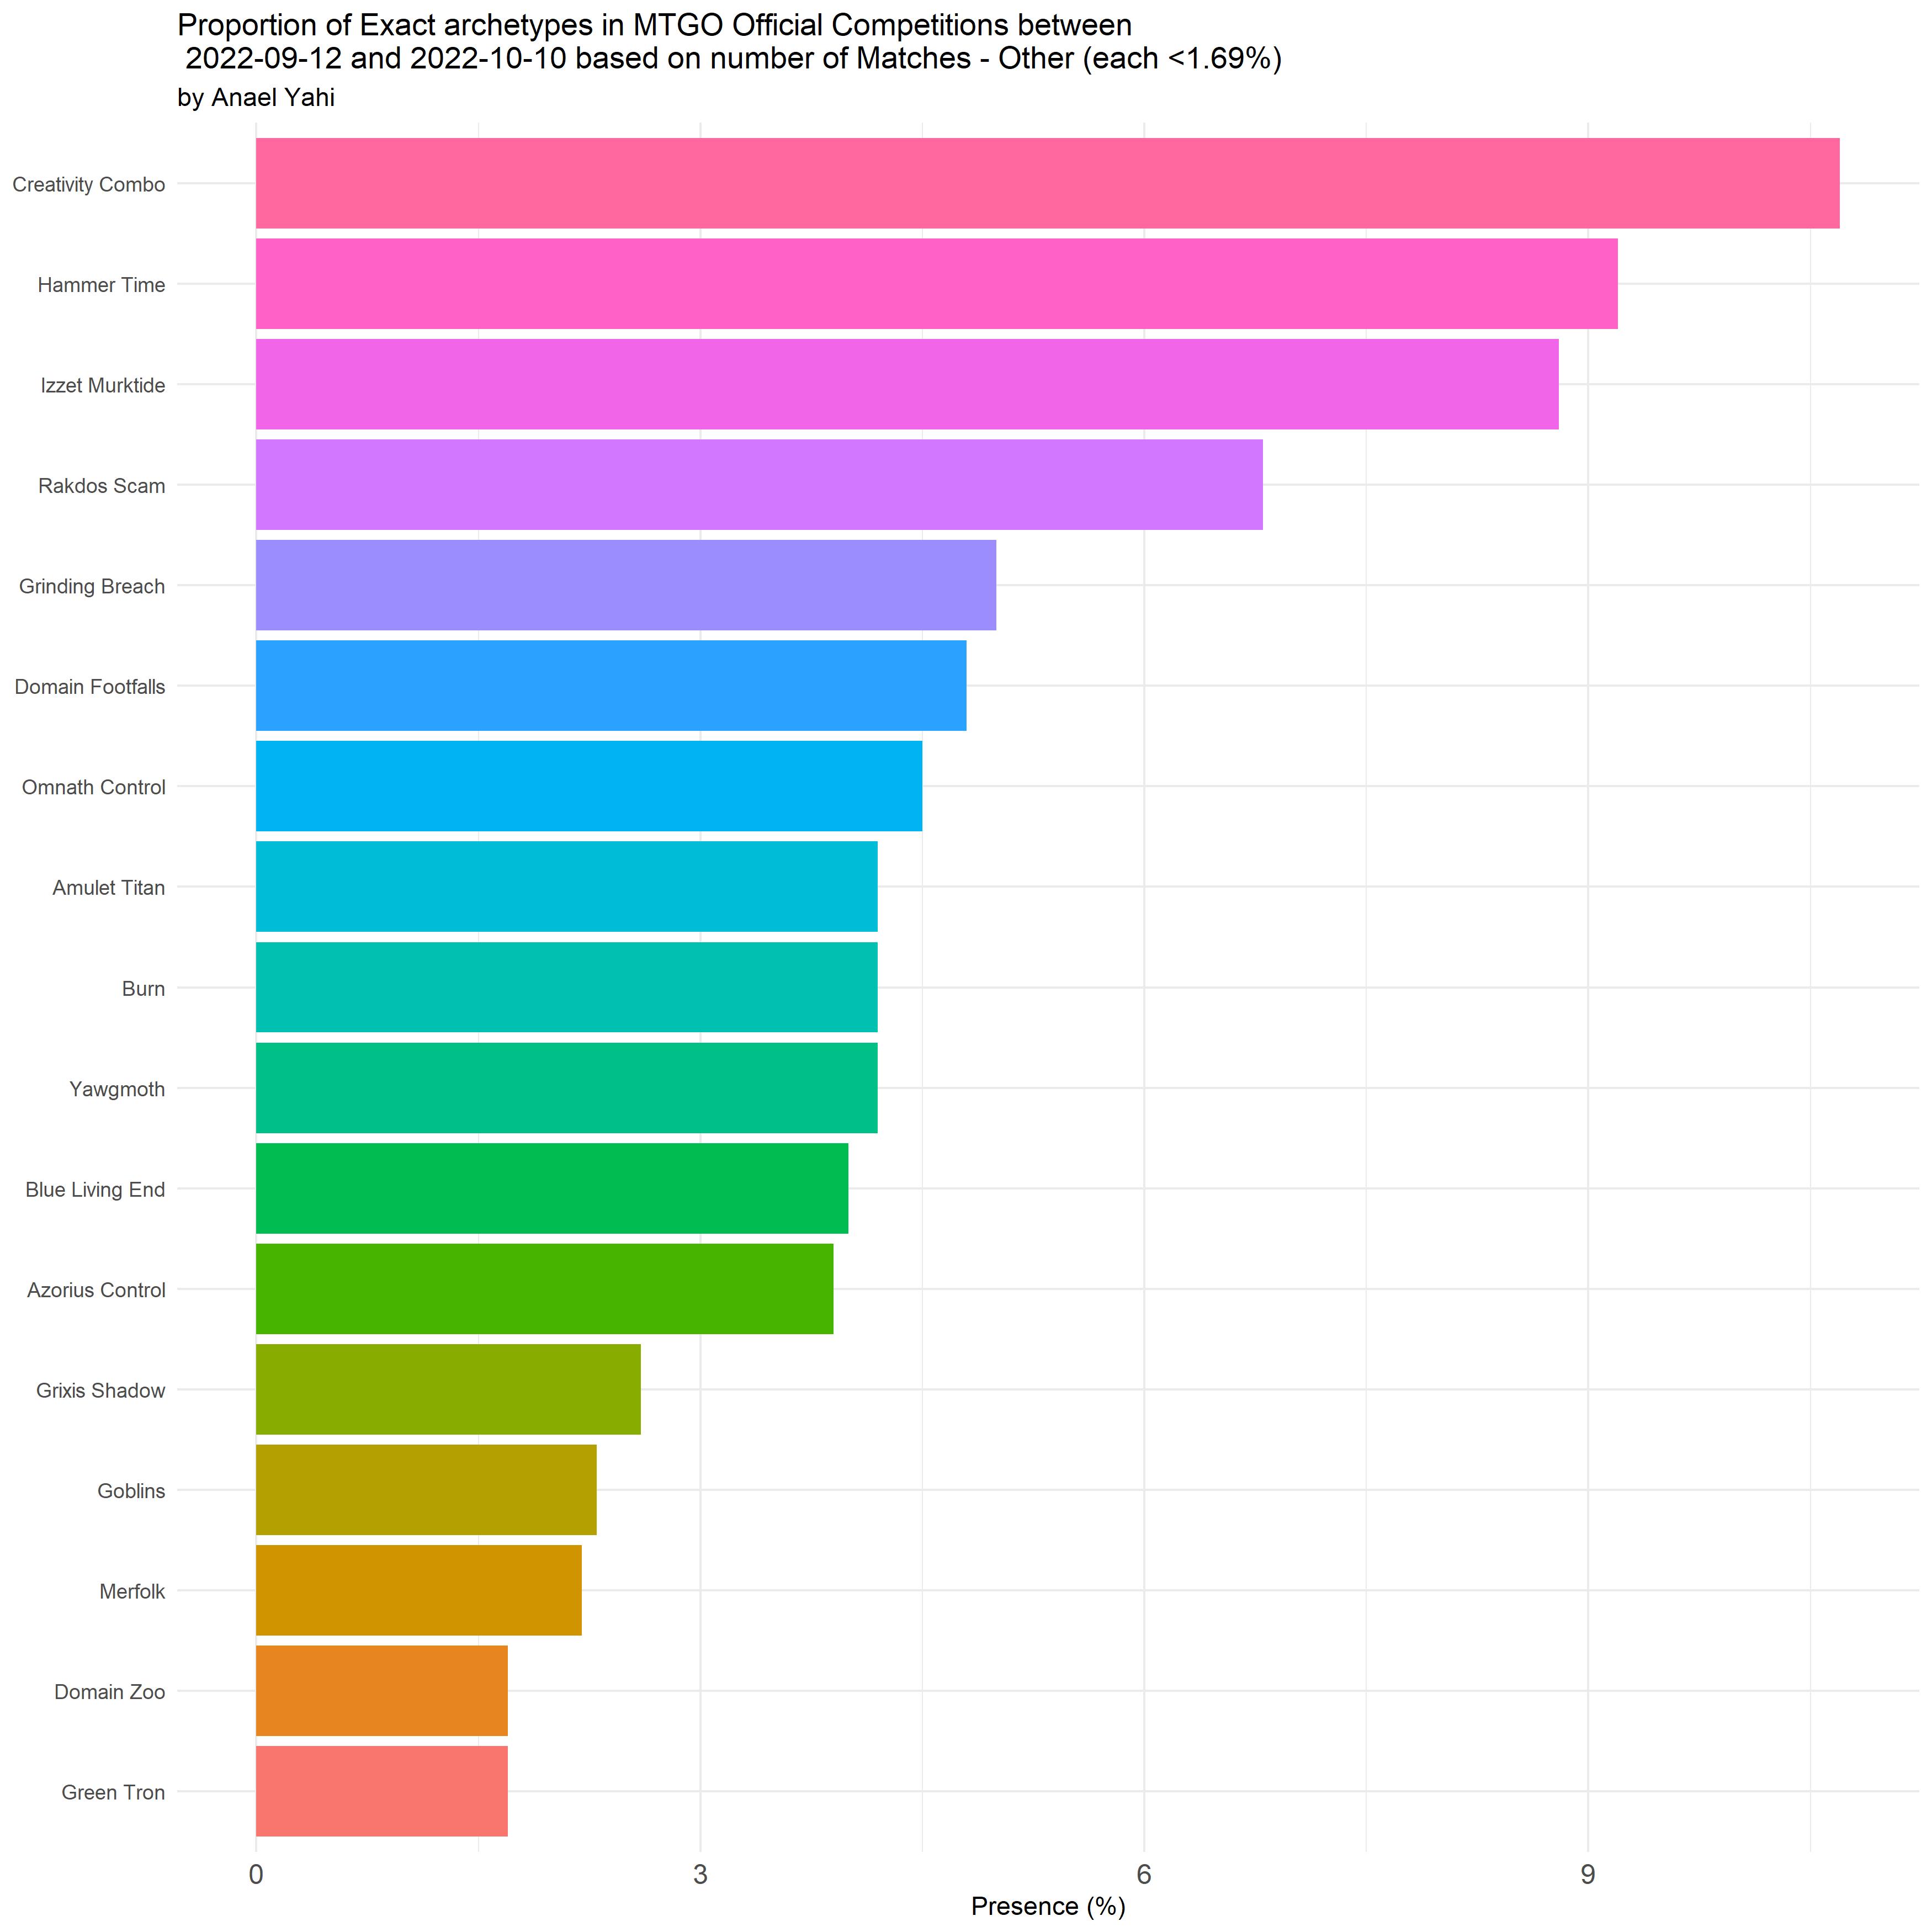 Proportion of Exact archetypes in MTGO Official Competitions between
2022-09-12 and 2022-10-10 based on number of Matches - Other (each <1.69%)
by Anael Yahi
Creativity Combo
Hammer Time
Izzet Murktide
Rakdos Scam
Grinding Breach
Domain Footfalls
Omnath Control
Amulet Titan
Burn
Yawgmoth
Blue Living End
Azorius Control
Grixis Shadow
Goblins
Merfolk
Domain Zoo
Green Tron
0 3 6 9
Presence (%)